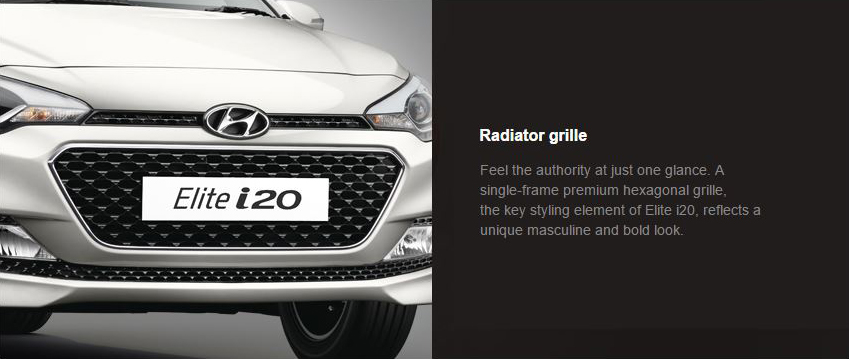 Elite i20
Radiator grille
Feel the authority at just one glance. A
single-frame premium hexagonal grille,
the key styling element of Elite i20, reflects a
unique masculine and bold look.